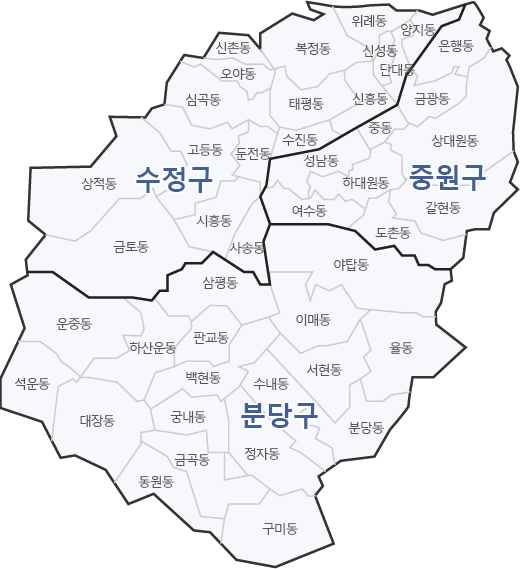 위례동
양지동
신촌동
복정동
신성동
은행동
단대동
오야동
심곡동
태평동
신흥동
금광동
중동
수진동
상대원동
고등동
둔전동
성남동
상적동
수정구
하대원동
중원구
여수동
갈현동
시흥동
도촌동
금토동
사송동
야탑동
삼평동
운중동
이매동
판교동
하산운동
율동
서현동
석운동
백현동
수내동
대장동
궁내동
분당구
분당동
정자동
금곡동
동원동
구미동